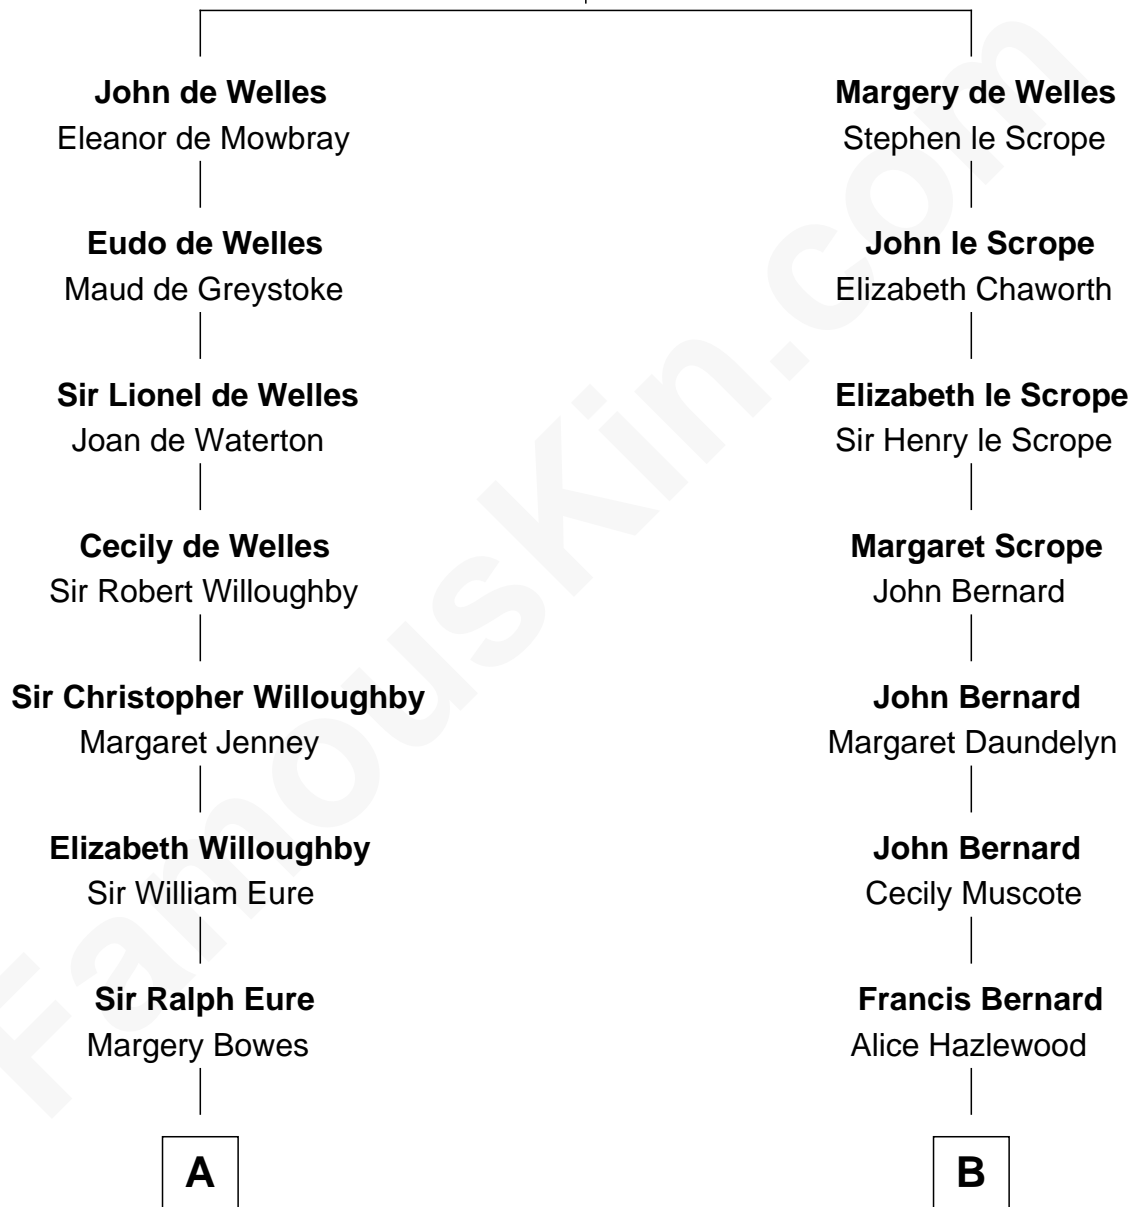 John de Welles
Eleanor de Mowbray
Eudo de Welles
Maud de Greystoke
Sir Lionel de Welles
Joan de Waterton
Cecily de Welles
Sir Robert Willoughby
Sir Christopher Willoughby
Margaret Jenney
Elizabeth Willoughby
Sir William Eure
Sir Ralph Eure
Margery Bowes
A
Margery de Welles
Stephen le Scrope
John le Scrope
Elizabeth Chaworth
Elizabeth le Scrope
Sir Henry le Scrope
Margaret Scrope
John Bernard
John Bernard
Margaret Daundelyn
John Bernard
Cecily Muscote
Francis Bernard
Alice Hazlewood
B
FamousKin.com